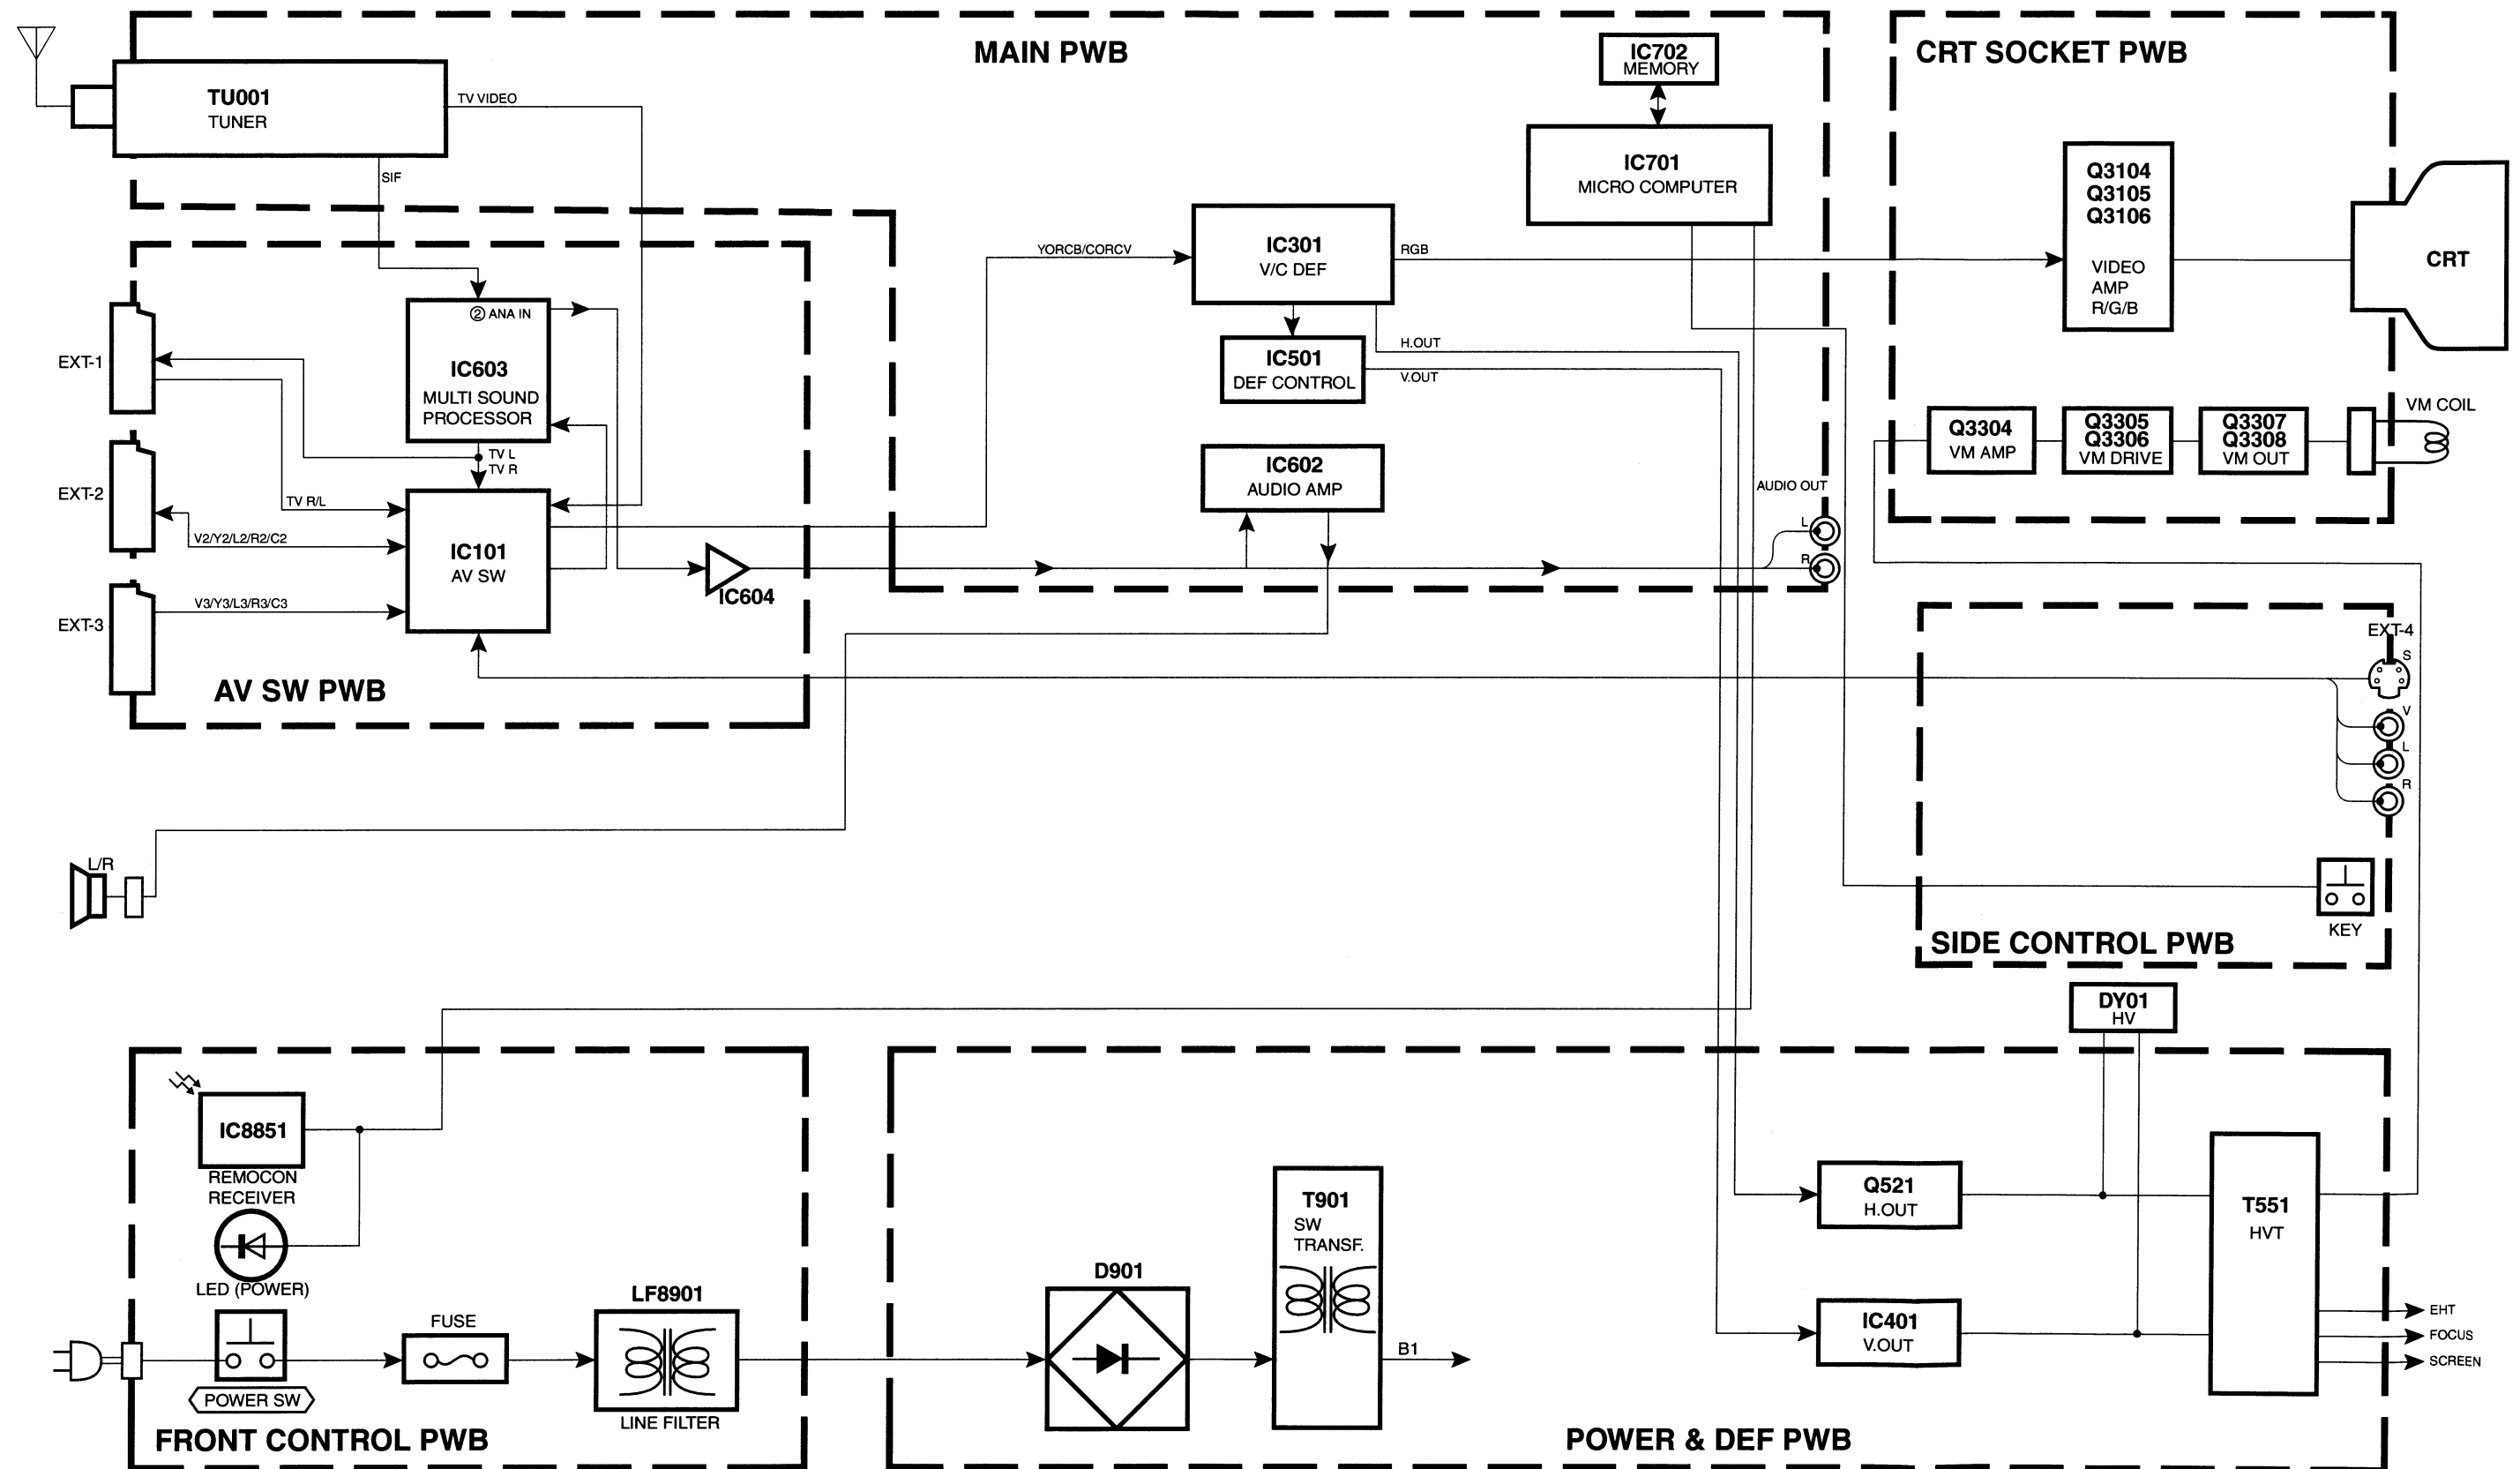 MAIN PWB
CRT SOCKET PWB
IC702
MEMORY
TU001
TUNER
TV VIDEO
SIF
IC701
MICRO COMPUTER
Q3104
Q3105
Q3106
VIDEO
AMP
R/G/B
CRT
YORCB/CORCV
IC301
V/C DEF
RGB
② ANA IN
IC603
MULTI SOUND
PROCESSOR
EXT-1
H.OUT
IC501
DEF CONTROL
V.OUT
VM COIL
Q3304
VM AMP
Q3305
Q3306
VM DRIVE
Q3307
Q3308
VM OUT
TV L
TV R
IC602
AUDIO AMP
AUDIO OUT
L
R
EXT-2
TV R/L
V2/Y2/L2/R2/C2
IC101
AV SW
IC604
EXT-3
V3/Y3/L3/R3/C3
AV SW PWB
EXT-4
S
V
L
R
L/R
KEY
SIDE CONTROL PWB
DY01
HV
IC8851
REMOCON
RECEIVER
LED (POWER)
POWER SW
FUSE
LF8901
LINE FILTER
FRONT CONTROL PWB
D901
T901
SW
TRANSF.
B1
Q521
H.OUT
IC401
V.OUT
T551
HVT
EHT
FOCUS
SCREEN
POWER & DEF PWB